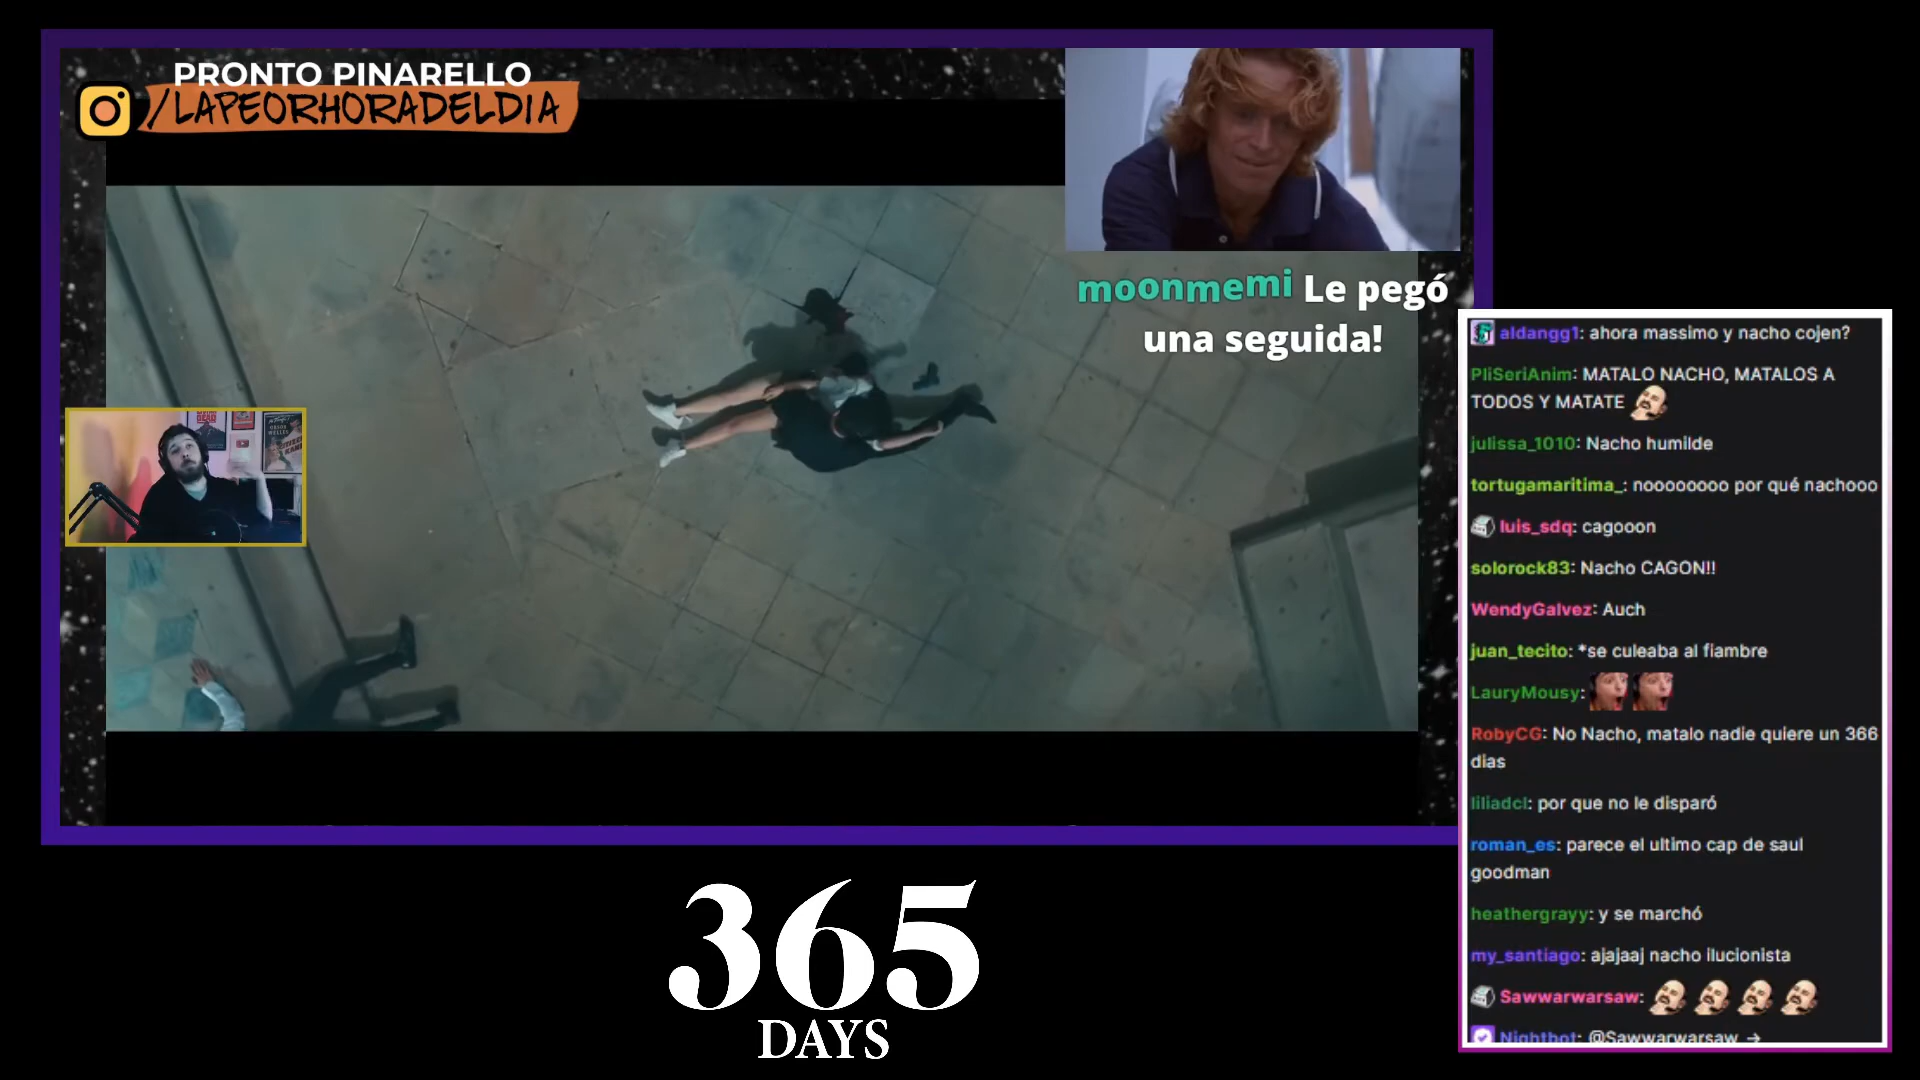 PRONTO PINARELLO
/LAPEORHORADELDIA
moonmemi Le pegó
una seguida!
aldangg1: ahora massimo y nacho cojen?
PliSeriAnim: MATALO NACHO, MATALOS A
TODOS Y MATATE
julissa_1010: Nacho humilde
tortugamaritima_: noooooooo por qué nachooo
luis_sdq: cagooon
solorock83: Nacho CAGON!!
WendyGalvez: Auch
juan_tecito: *se culeaba al fiambre
LauryMousy:
RobyCG: No Nacho, matalo nadie quiere un 366
dias
liliadcl: por que no le disparó
roman_es: parece el ultimo cap de saul
goodman
heathergrayy: y se marchó
my_santiago: ajajaaj nacho ilucionista
Sawwarwarsaw:
Nightbot: @Sawwarwarsaw →
365
DAYS